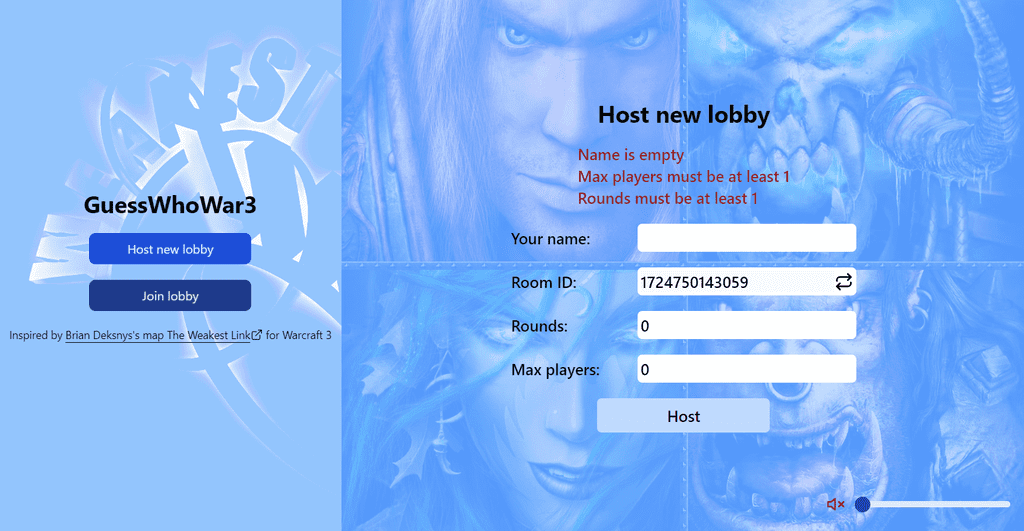 GuessWhoWar3
Host new lobby
Join lobby
Inspired by Brian Deksnys's map The Weakest Link for Warcraft 3
Host new lobby
Name is empty
Max players must be at least 1
Rounds must be at least 1
Your name:
Room ID: 1724750143059
Rounds: 0
Max players: 0
Host